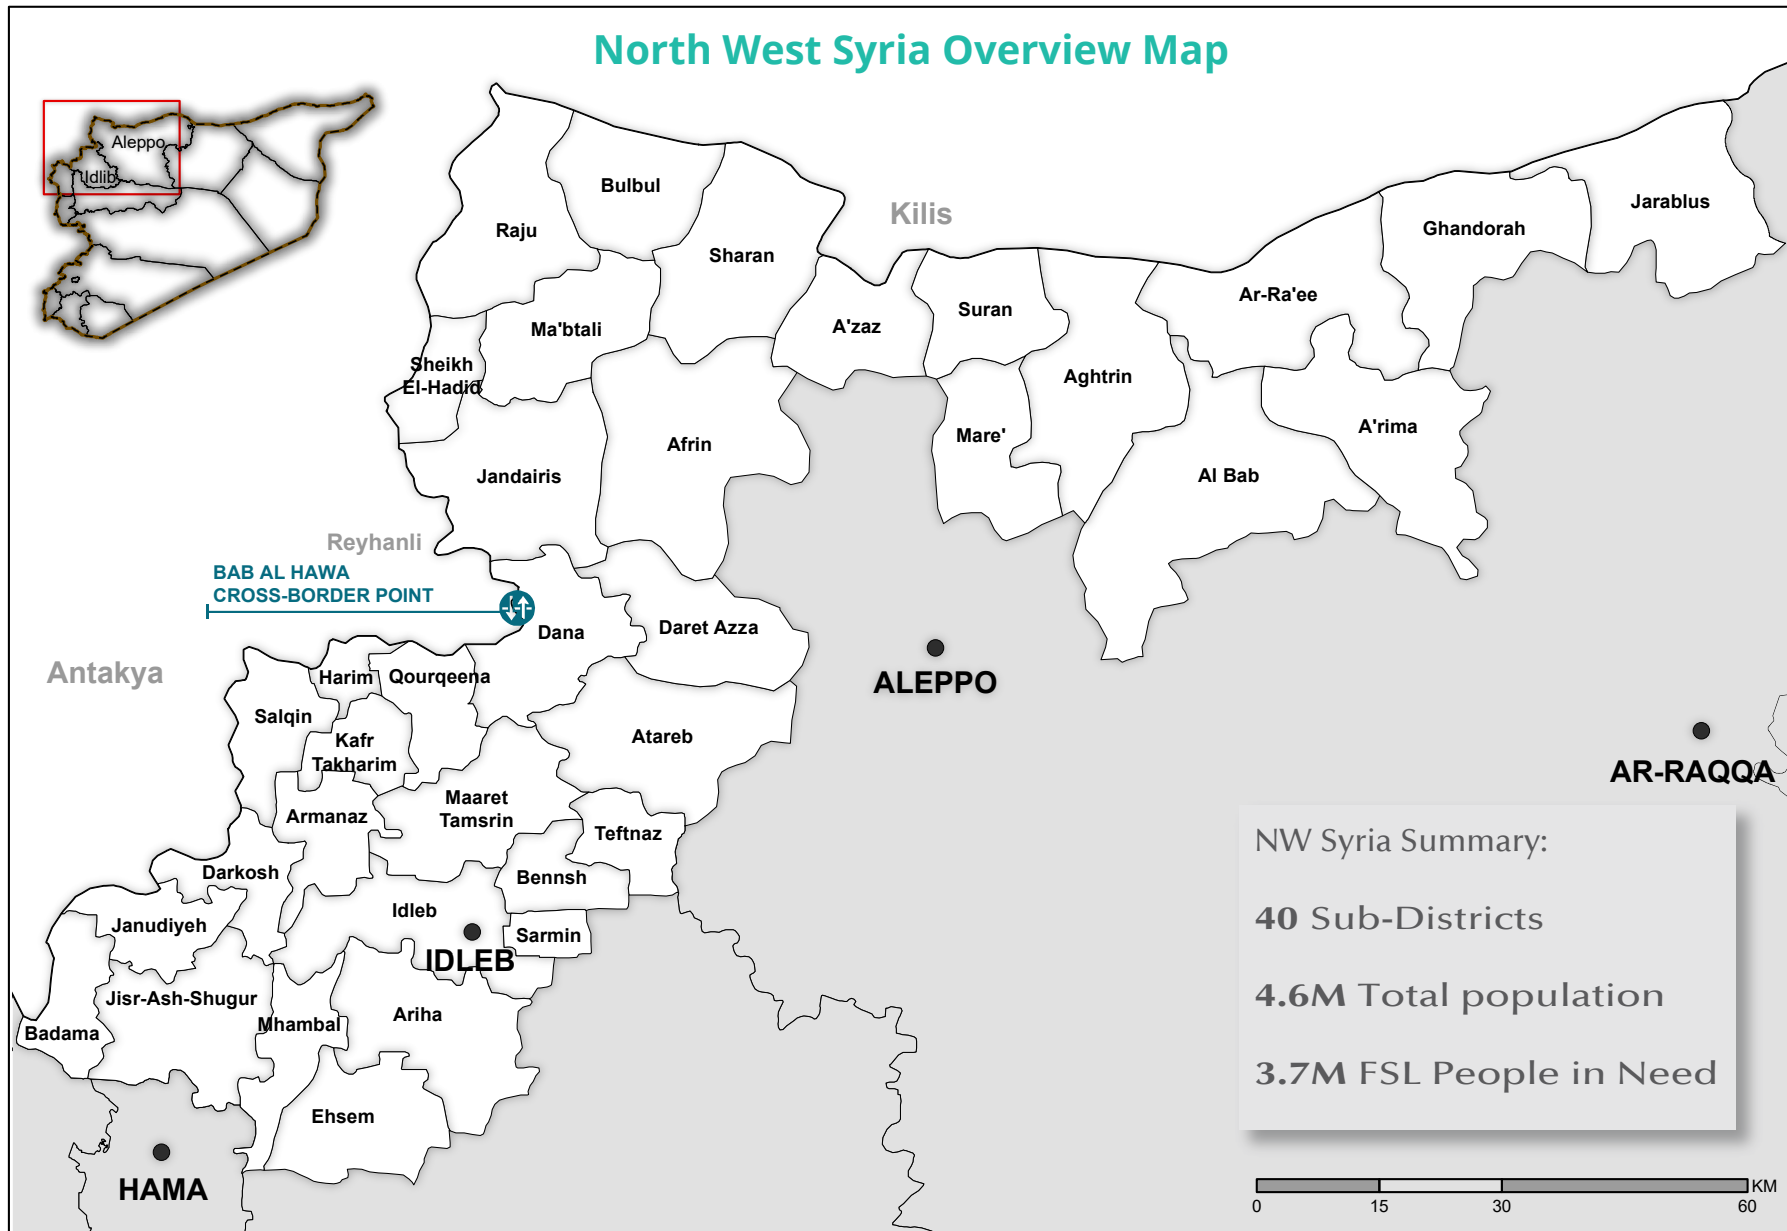 North West Syria Overview Map
Aleppo
Idlib
Bulbul
Raju
Kilis
Sharan
Ghandorah
Jarablus
Ar-Ra'ee
Suran
A'zaz
Ma'btali
Sheikh
El-Hadid
Aghtrin
A'rima
Mare'
Afrin
Jandairis
Al Bab
Reyhanli
BAB AL HAWA
CROSS-BORDER POINT
Dana
Daret Azza
Antakya
Harim
Qourqeena
ALEPPO
Salqin
Kafr
Takharim
Atareb
AR-RAQQA
Maaret
Tamsrin
Armanaz
Teftnaz
Darkosh
Bennsh
Idleb
Janudiyeh
Sarmin
IDLEB
Jisr-Ash-Shugur
Ariha
Mhambal
Badama
Ehsem
HAMA
NW Syria Summary:
40 Sub-Districts
4.6M Total population
3.7M FSL People in Need
KM
0 15 30 60